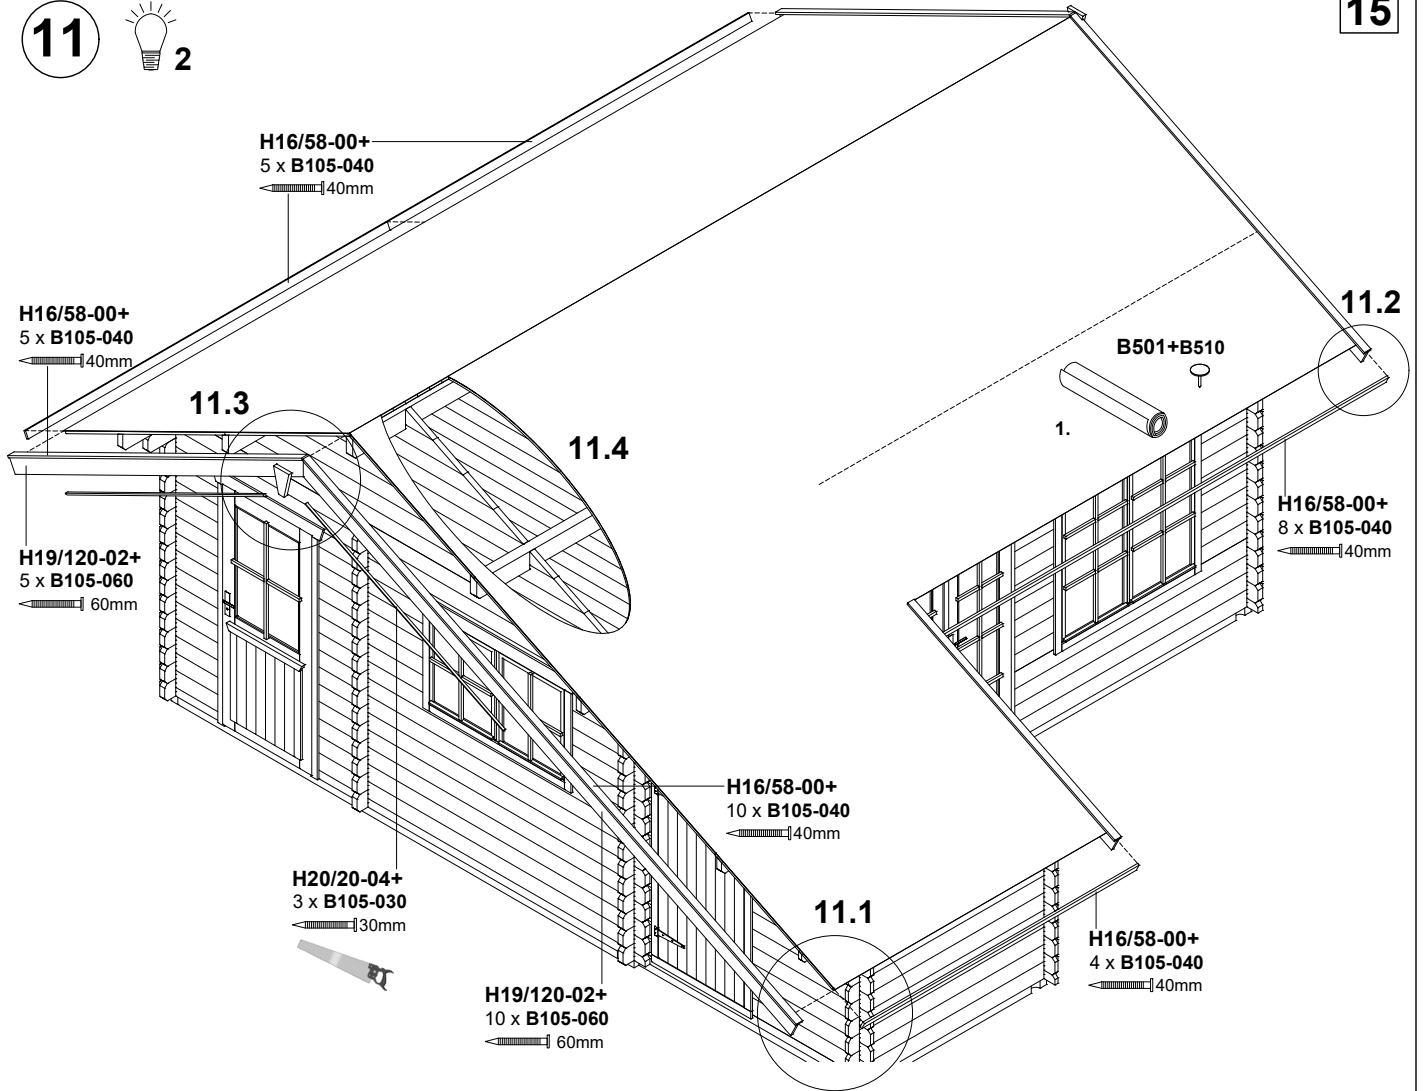 11
2
15
H16/58-00+
5 x B105-040
40mm
H16/58-00+
5 x B105-040
40mm
11.2
B501+B510
11.3
1.
11.4
H16/58-00+
8 x B105-040
40mm
H19/120-02+
5 x B105-060
60mm
H16/58-00+
10 x B105-040
40mm
H20/20-04+
3 x B105-030
30mm
11.1
H16/58-00+
4 x B105-040
40mm
H19/120-02+
10 x B105-060
60mm